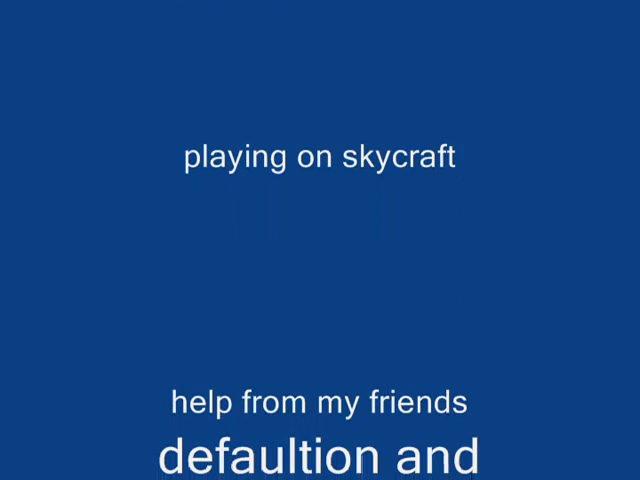 playing on skycraft
help from my friends
defaultion and